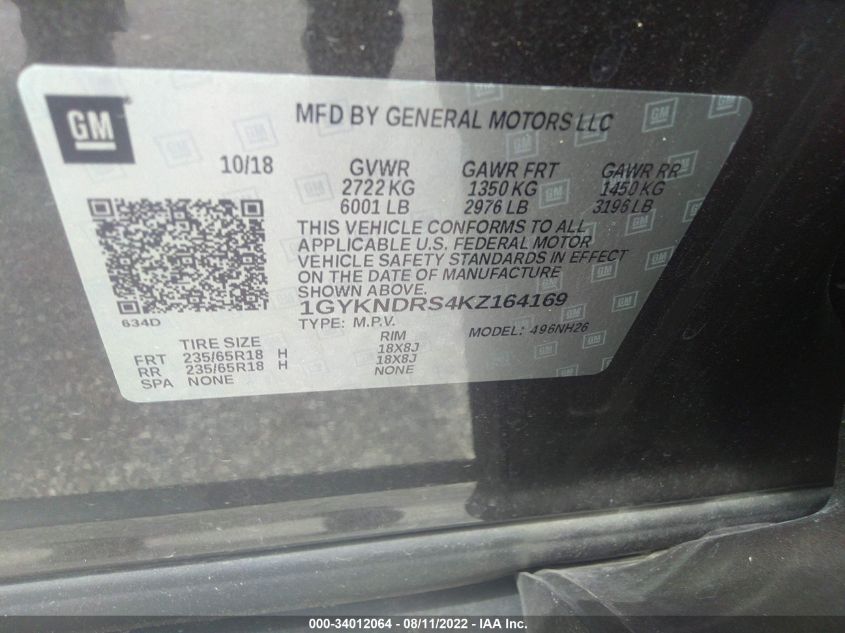 GM
MFD BY GENERAL MOTORS LLC
10/18 GVWR GAWR FRT GAWR RR
2722 KG 1350 KG 1450 KG
6001 LB 2976 LB 3196 LB
THIS VEHICLE CONFORMS TO ALL
APPLICABLE U.S. FEDERAL MOTOR
VEHICLE SAFETY STANDARDS IN EFFECT
ON THE DATE OF MANUFACTURE
SHOWN ABOVE.
1GYKNDRS4KZ164169
634D
TYPE: M.P.V. MODEL: 496NH26
TIRE SIZE RIM
FRT 235/65R18 H 18X8J
RR 235/65R18 H 18X8J
SPA NONE NONE
000-34012064 - 08/11/2022 - IAA Inc.